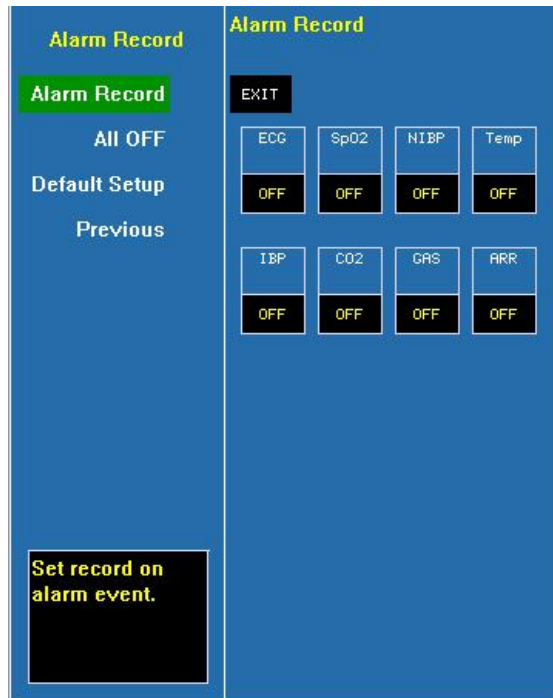 Alarm Record
Alarm Record
All OFF
Default Setup
Previous
Set record on
alarm event.
Alarm Record
EXIT
ECG SpO2 NIBP Temp
OFF OFF OFF OFF
IBP CO2 GAS ARR
OFF OFF OFF OFF